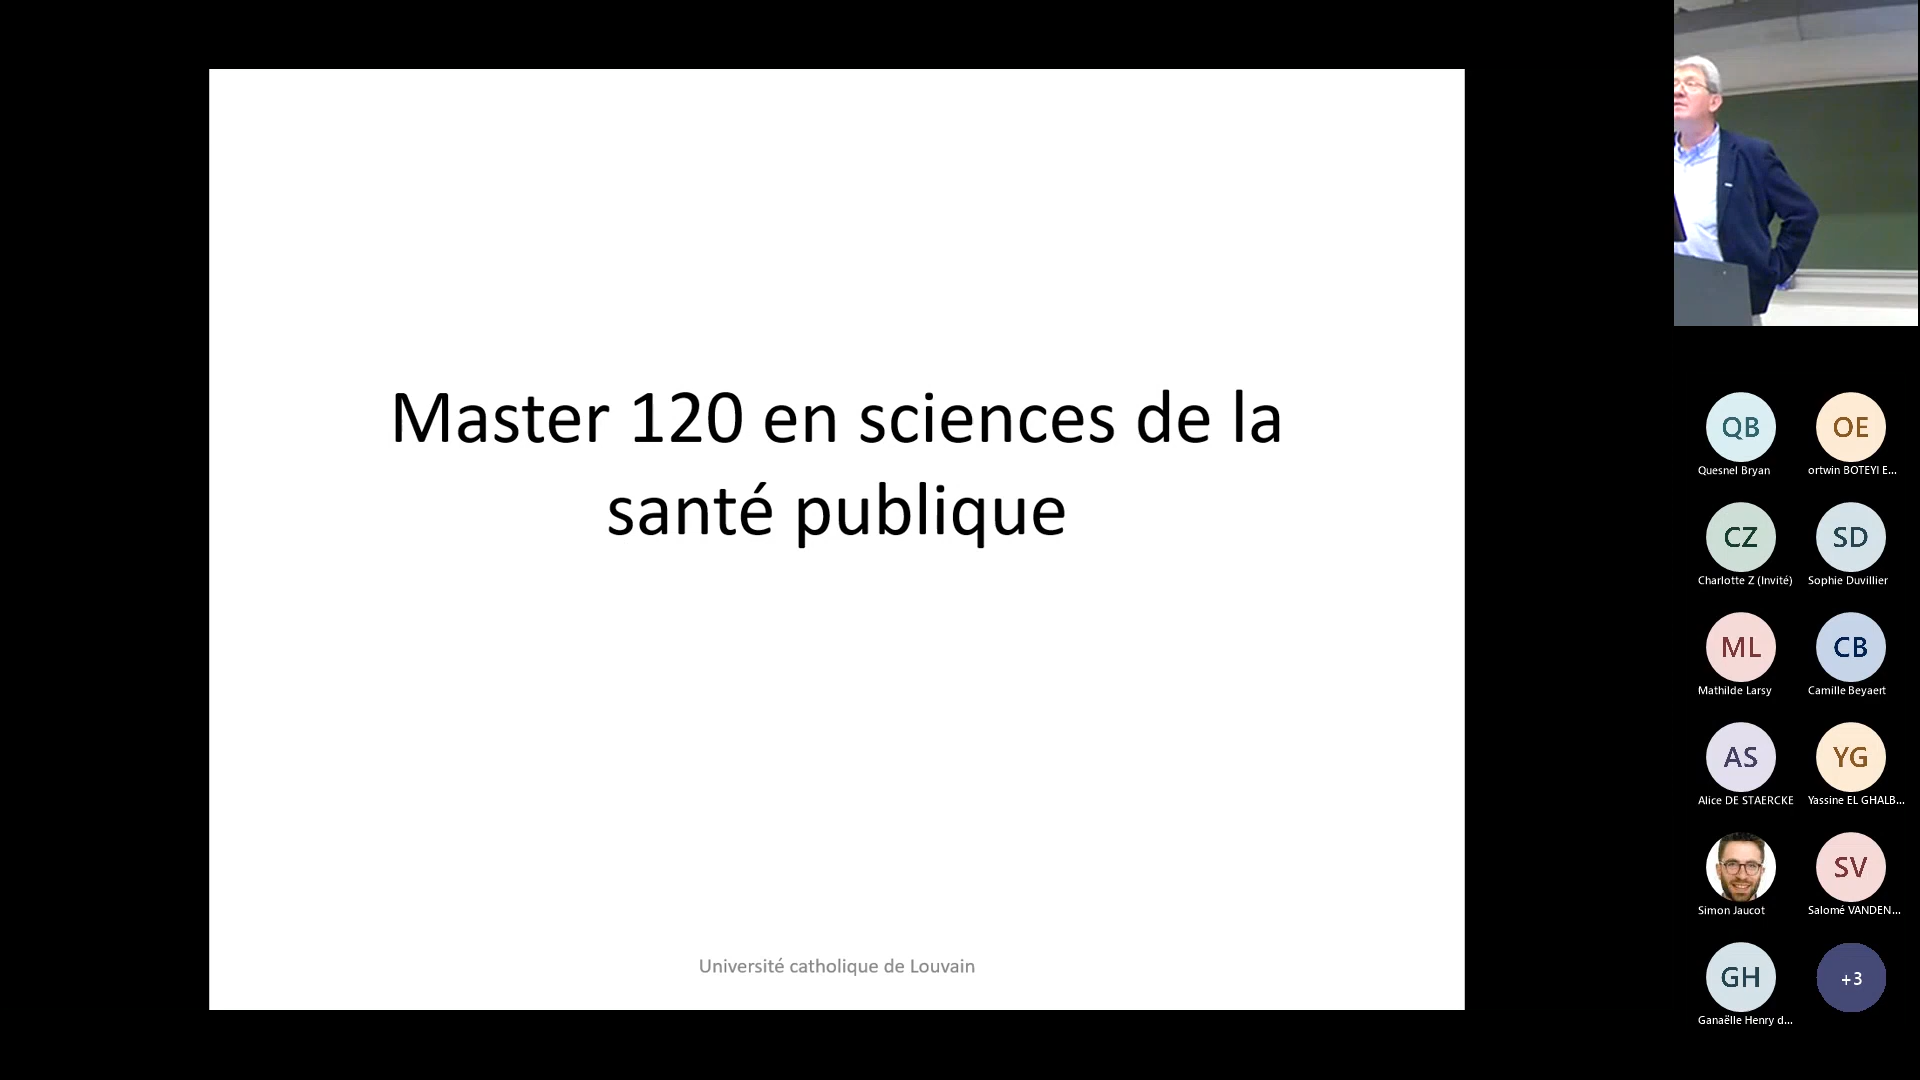 Master 120 en sciences de la
santé publique
Université catholique de Louvain
QB
OE
Quesnel Bryan
ortwin BOTEYI E...
CZ
SD
Charlotte Z (Invité)
Sophie Duvillier
ML
CB
Mathilde Larsy
Camille Beyaert
AS
YG
Alice DE STAERCKE
Yassine EL GHALB...
SV
Simon Jaucot
Salomé VANDEN...
GH
+3
Ganaëlle Henry d...